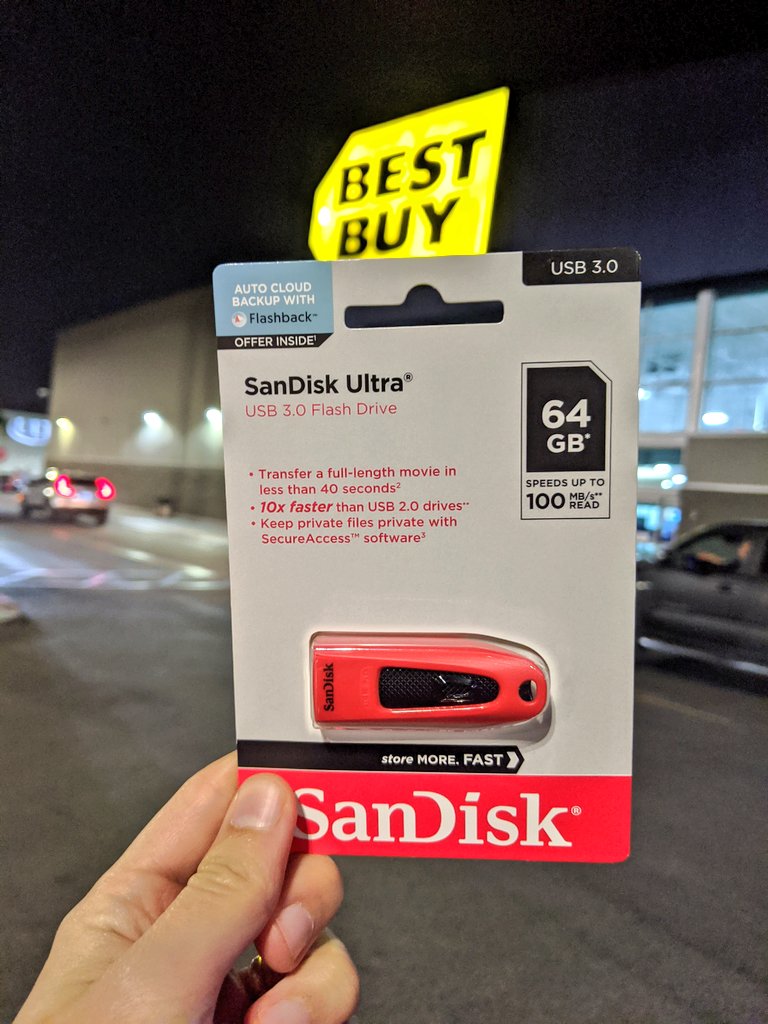 BEST
BUY
AUTO CLOUD
BACKUP WITH
Flashback™
OFFER INSIDE¹
USB 3.0
SanDisk Ultra®
USB 3.0 Flash Drive
64
GB*
SPEEDS UP TO
100 MB/s** READ
• Transfer a full-length movie in
less than 40 seconds²
• 10x faster than USB 2.0 drives**
• Keep private files private with
SecureAccess™ software³
SanDisk
store MORE. FAST
SanDisk®